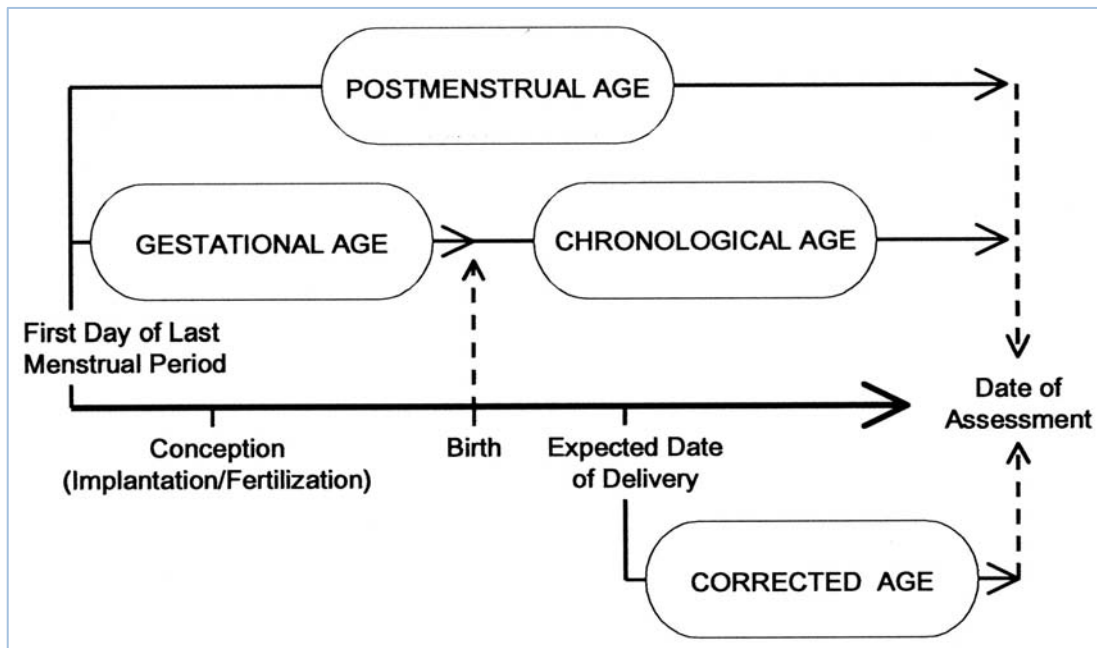 POSTMENSTRUAL AGE
GESTATIONAL AGE
CHRONOLOGICAL AGE
First Day of Last
Menstrual Period
Date of
Assessment
Conception
(Implantation/Fertilization)
Birth
Expected Date
of Delivery
CORRECTED AGE